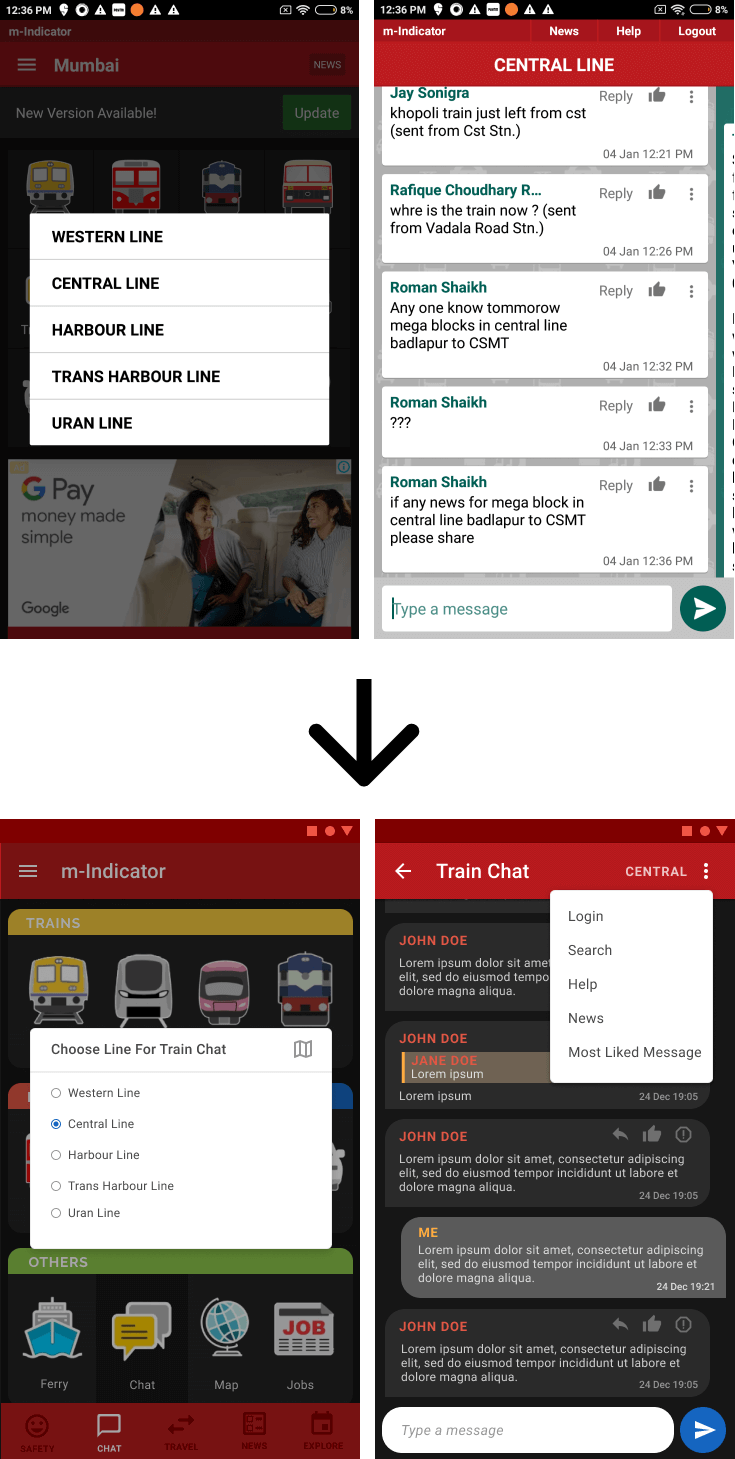 12:36 PM
8%
m-Indicator
Mumbai
NEWS
New Version Available!
Update
WESTERN LINE
CENTRAL LINE
HARBOUR LINE
TRANS HARBOUR LINE
URAN LINE
G Pay
money made
simple
Google
12:36 PM
8%
m-Indicator News Help Logout
CENTRAL LINE
Jay Sonigra
Reply
khopoli train just left from cst
(sent from Cst Stn.)
04 Jan 12:21 PM
Rafique Choudhary R...
Reply
whre is the train now ? (sent
from Vadala Road Stn.)
04 Jan 12:26 PM
Roman Shaikh
Reply
Any one know tommorow
mega blocks in central line
badlapur to CSMT
04 Jan 12:32 PM
Roman Shaikh
Reply
???
04 Jan 12:33 PM
Roman Shaikh
Reply
if any news for mega block in
central line badlapur to CSMT
please share
04 Jan 12:36 PM
Type a message
m-Indicator
TRAINS
Choose Line For Train Chat
Western Line
Central Line
Harbour Line
Trans Harbour Line
Uran Line
OTHERS
JOB
Ferry Chat Map Jobs
SAFETY CHAT TRAVEL NEWS EXPLORE
Train Chat CENTRAL
Login
Search
Help
News
Most Liked Message
JOHN DOE
Lorem ipsum dolor sit ame
elit, sed do eiusmod tempo
dolore magna aliqua.
JOHN DOE
JANE DOE
Lorem ipsum
Lorem ipsum
24 Dec 19:05
JOHN DOE
Lorem ipsum dolor sit amet, consectetur adipiscing
elit, sed do eiusmod tempor incididunt ut labore et
dolore magna aliqua.
24 Dec 19:05
ME
Lorem ipsum dolor sit amet, consectetur adipiscing
elit, sed do eiusmod tempor incididunt ut labore et
dolore magna aliqua.
24 Dec 19:21
JOHN DOE
Lorem ipsum dolor sit amet, consectetur adipiscing
elit, sed do eiusmod tempor incididunt ut labore et
dolore magna aliqua.
24 Dec 19:05
Type a message